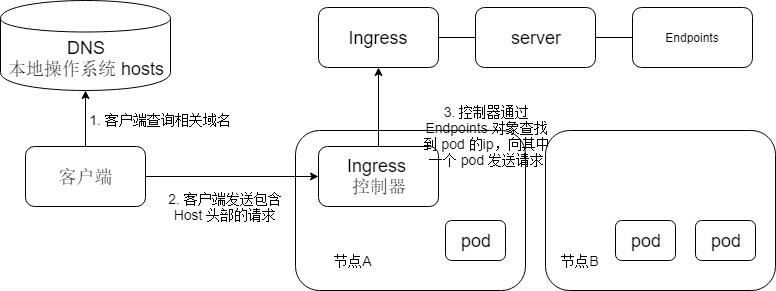 DNS
本地操作系统 hosts
Ingress
server
Endpoints
1. 客户端查询相关域名
3. 控制器通过
Endpoints 对象查找
到 pod 的ip，向其中
一个 pod 发送请求
客户端
Ingress
控制器
2. 客户端发送包含
Host 头部的请求
pod
pod
pod
节点A
节点B